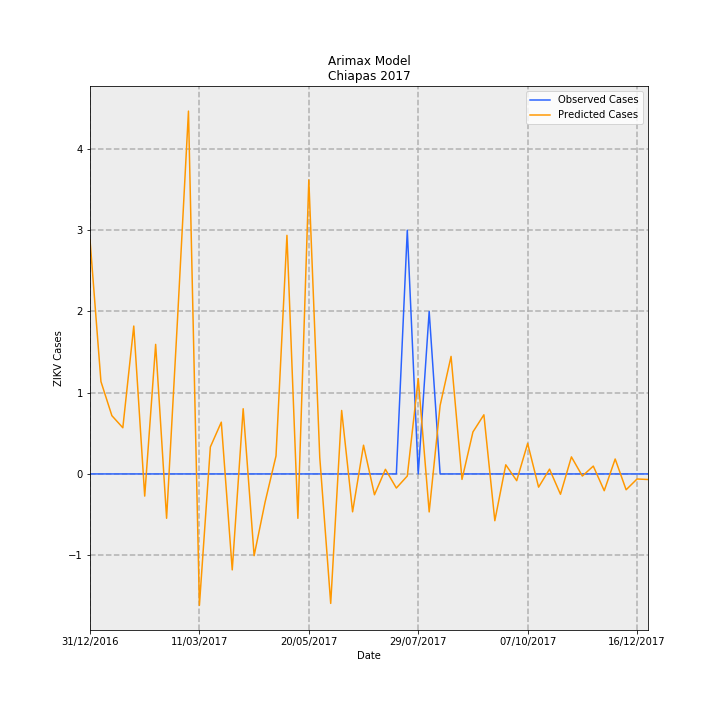 Arimax Model
Chiapas 2017
Observed Cases
Predicted Cases
ZIKV Cases
4
3
2
1
0
−1
31/12/2016 11/03/2017 20/05/2017 29/07/2017 07/10/2017 16/12/2017
Date